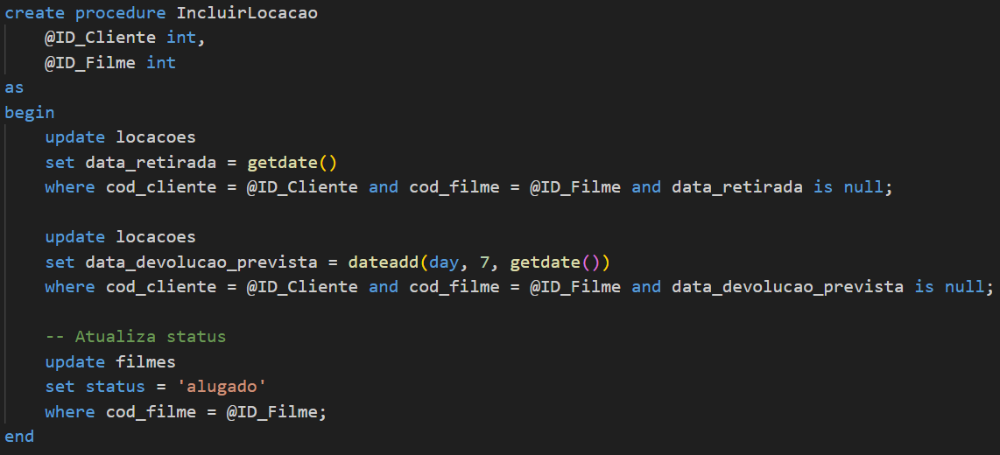 create procedure IncluirLocacao
    @ID_Cliente int,
    @ID_Filme int
as
begin
    update locacoes
    set data_retirada = getdate()
    where cod_cliente = @ID_Cliente and cod_filme = @ID_Filme and data_retirada is null;

    update locacoes
    set data_devolucao_prevista = dateadd(day, 7, getdate())
    where cod_cliente = @ID_Cliente and cod_filme = @ID_Filme and data_devolucao_prevista is null;

    -- Atualiza status
    update filmes
    set status = 'alugado'
    where cod_filme = @ID_Filme;
end